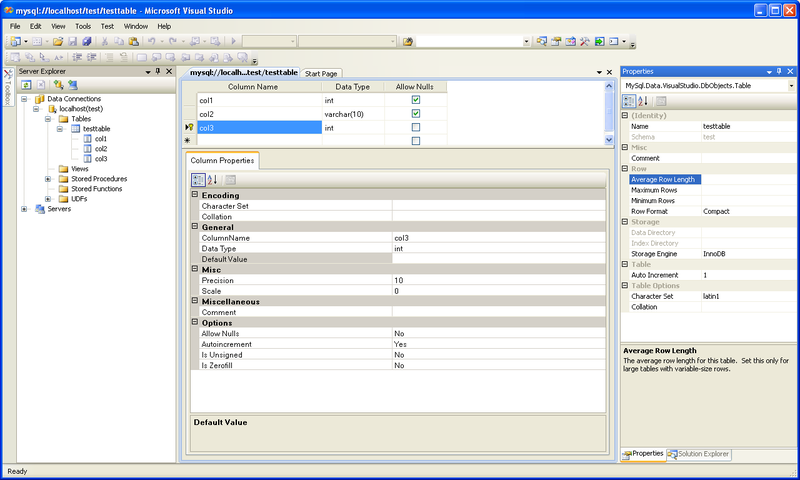 mysql://localhost/test/testtable - Microsoft Visual Studio
File Edit View Tools Test Window Help
Server Explorer
Toolbox
Data Connections
localhost(test)
Tables
testtable
col1
col2
col3
Views
Stored Procedures
Stored Functions
UDFs
Servers
mysql://localh...test/testtable Start Page
Column Name Data Type Allow Nulls
col1 int
col2 varchar(10)
col3 int
Column Properties
Encoding
Character Set
Collation
General
ColumnName col3
Data Type int
Default Value
Misc
Precision 10
Scale 0
Miscellaneous
Comment
Options
Allow Nulls No
Autoincrement Yes
Is Unsigned No
Is Zerofill No
Default Value
Properties
MySql.Data.VisualStudio.DbObjects.Table
(Identity)
Name testtable
Schema test
Misc
Comment
Row
Average Row Length
Maximum Rows
Minimum Rows
Row Format Compact
Storage
Data Directory
Index Directory
Storage Engine InnoDB
Table
Auto Increment 1
Table Options
Character Set latin1
Collation
Average Row Length
The average row length for this table. Set this only for
large tables with variable-size rows.
Properties Solution Explorer
Ready